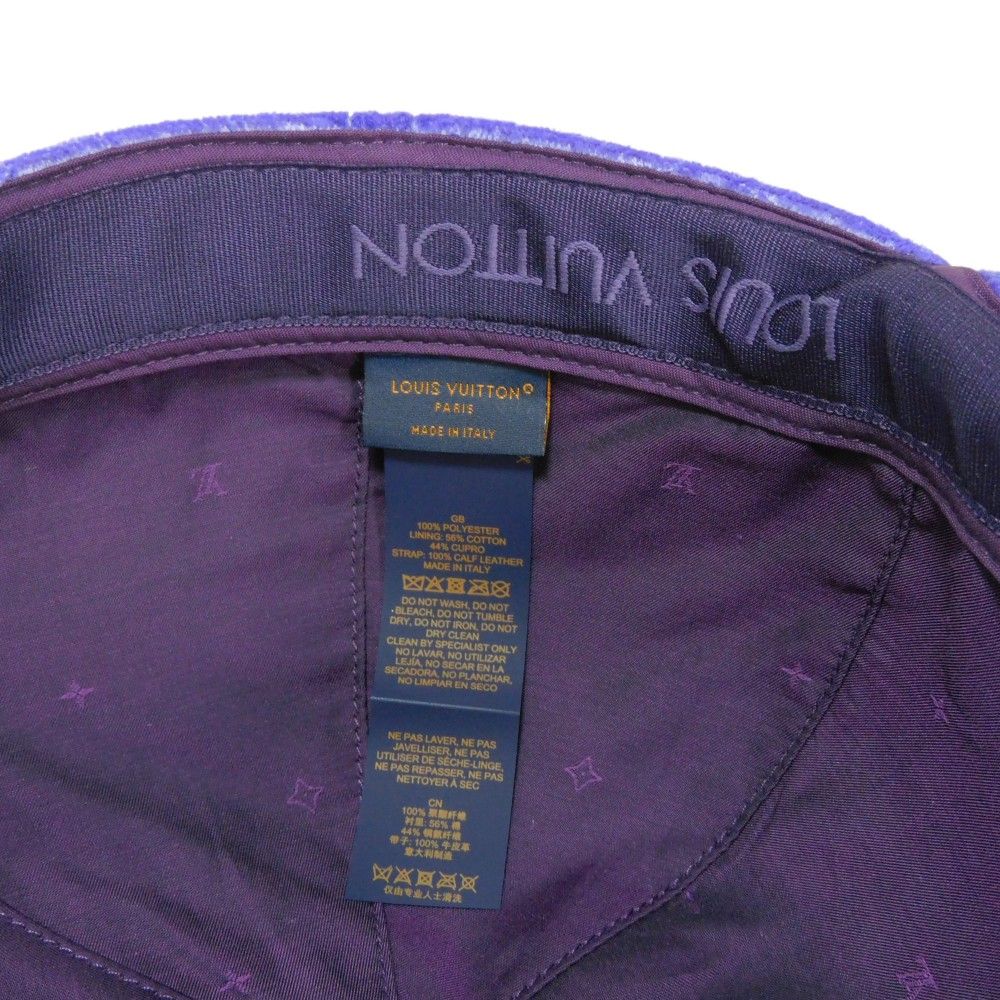 LOUIS VUITTON
LOUIS VUITTON®
PARIS
MADE IN ITALY
GB
100% POLYESTER
LINING: 56% COTTON
44% CUPRO
STRAP: 100% CALF LEATHER
MADE IN ITALY
DO NOT WASH, DO NOT
BLEACH, DO NOT TUMBLE
DRY, DO NOT IRON, DO NOT
DRY CLEAN
CLEAN BY SPECIALIST ONLY
NO LAVAR, NO UTILIZAR
LEJÍA, NO SECAR EN LA
SECADORA, NO PLANCHAR,
NO LIMPIAR EN SECO
NE PAS LAVER, NE PAS
JAVELLISER, NE PAS
UTILISER DE SÈCHE-LINGE,
NE PAS REPASSER, NE PAS
NETTOYER À SEC
CN
100% 聚酯纤维
衬里: 56% 棉
44% 铜氨纤维
带子: 100% 牛皮革
意大利制造
仅由专业人士清洗